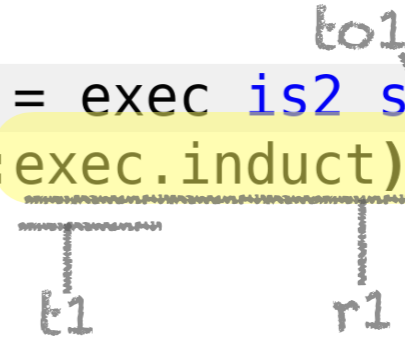 to1
= exec is2 s
:exec.induct)
t1 r1